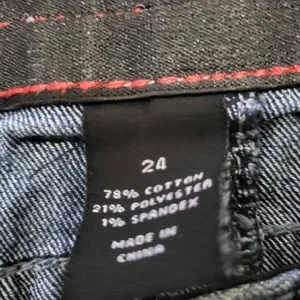 24
78% COTTON
21% POLYESTER
1% SPANDEX
MADE IN
CHINA